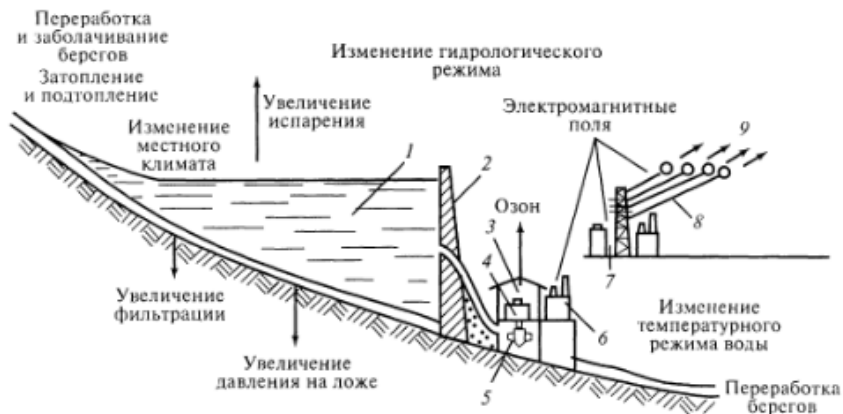 Переработка
и заболачивание
берегов
Затопление
и подтопление
Изменение гидрологического
режима
Увеличение
испарения
Изменение
местного
климата
Электромагнитные
поля
1
2
Озон
3
4
5
6
7
8
9
Увеличение
фильтрации
Увеличение
давления на ложе
Изменение
температурного
режима воды
Переработка
берегов